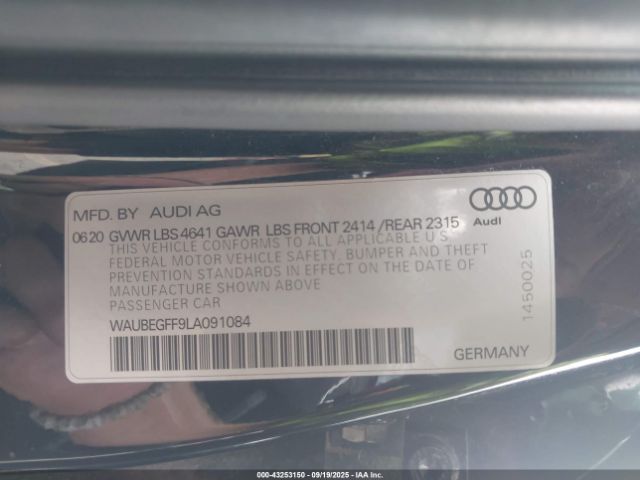 MFD. BY AUDI AG
Audi
0620 GVWR LBS 4641 GAWR LBS FRONT 2414 /REAR 2315
THIS VEHICLE CONFORMS TO ALL APPLICABLE U S
FEDERAL MOTOR VEHICLE SAFETY, BUMPER AND THEFT
PREVENTION STANDARDS IN EFFECT ON THE DATE OF
MANUFACTURE SHOWN ABOVE
PASSENGER CAR
1450025
WAUBEGFF9LA091084
GERMANY
000-43253150 - 09/19/2025 - IAAI.COM